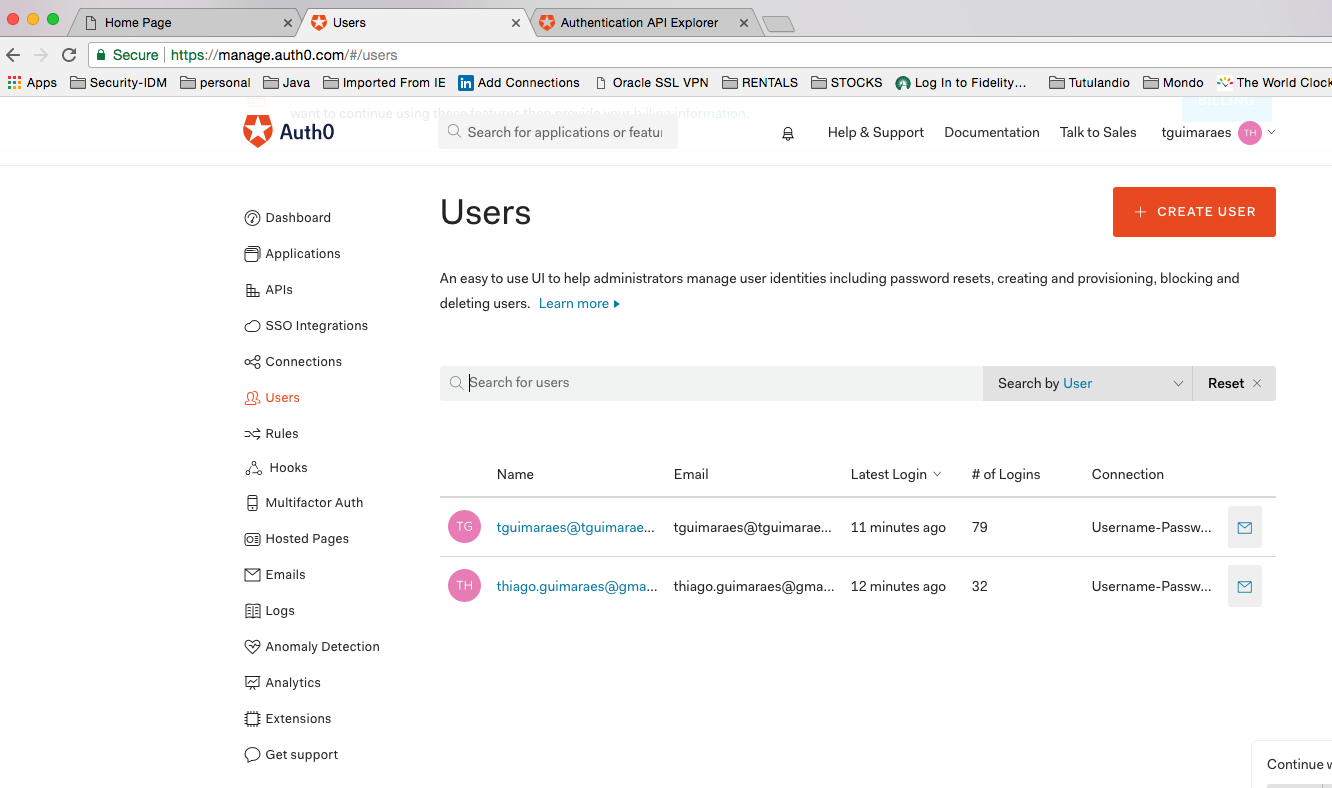 Home Page
Users
Authentication API Explorer
Secure https://manage.auth0.com/#/users
Apps Security-IDM personal Java Imported From IE Add Connections Oracle SSL VPN RENTALS STOCKS Log In to Fidelity... Tutulandio Mondo The World Clock
want to continue using these features then provide your billing information.
BILLING
Auth0
Search for applications or featu
Help & Support Documentation Talk to Sales tguimaraes TH
Dashboard
Applications
APIs
SSO Integrations
Connections
Users
Rules
Hooks
Multifactor Auth
Hosted Pages
Emails
Logs
Anomaly Detection
Analytics
Extensions
Get support
Users
+ CREATE USER
An easy to use UI to help administrators manage user identities including password resets, creating and provisioning, blocking and
deleting users. Learn more
Search for users
Search by User
Reset
Name Email Latest Login # of Logins Connection
TG tguimaraes@tguimarae... tguimaraes@tguimarae... 11 minutes ago 79 Username-Passw...
TH thiago.guimaraes@gma... thiago.guimaraes@gma... 12 minutes ago 32 Username-Passw...
Continue w